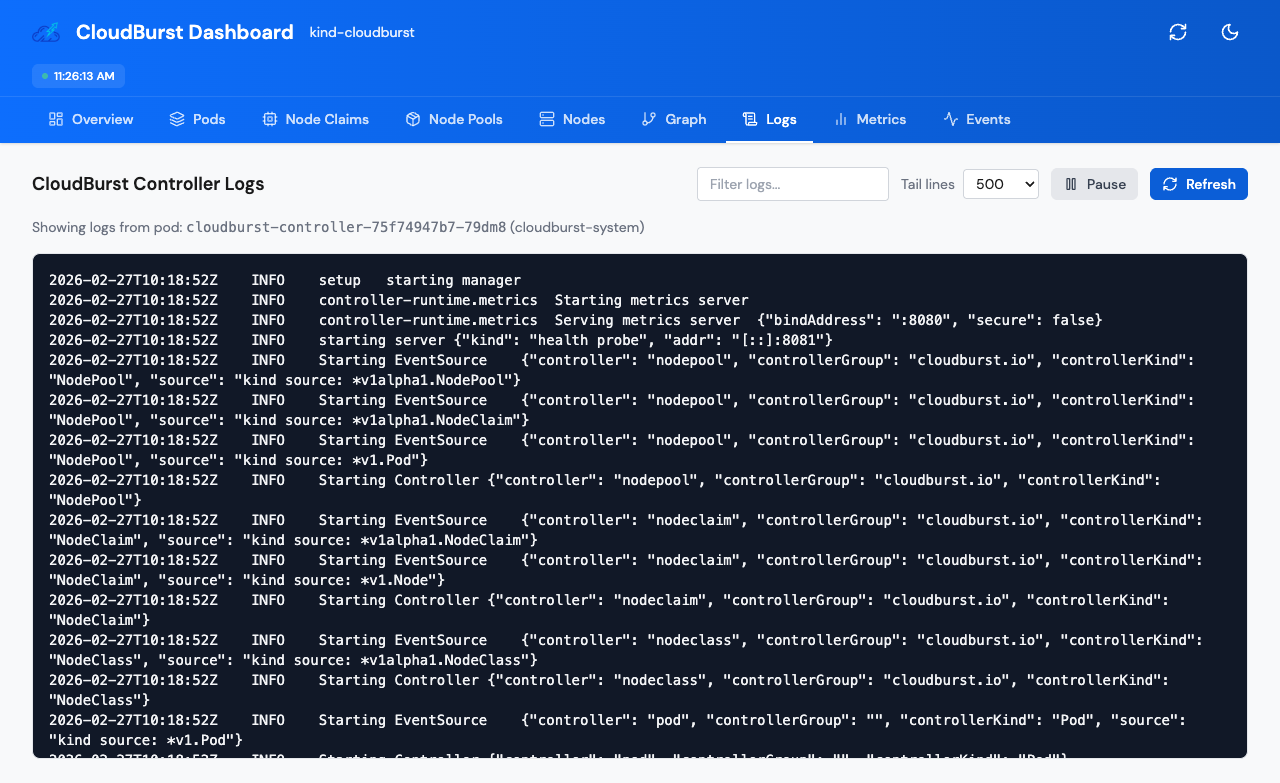 CloudBurst Dashboard kind-cloudburst
11:26:13 AM
Overview Pods Node Claims Node Pools Nodes Graph Logs Metrics Events
CloudBurst Controller Logs Filter logs... Tail lines 500 Pause Refresh
Showing logs from pod: cloudburst-controller-75f74947b7-79dm8 (cloudburst-system)
2026-02-27T10:18:52Z INFO setup starting manager
2026-02-27T10:18:52Z INFO controller-runtime.metrics Starting metrics server
2026-02-27T10:18:52Z INFO controller-runtime.metrics Serving metrics server {"bindAddress": ":8080", "secure": false}
2026-02-27T10:18:52Z INFO starting server {"kind": "health probe", "addr": "[::]:8081"}
2026-02-27T10:18:52Z INFO Starting EventSource {"controller": "nodepool", "controllerGroup": "cloudburst.io", "controllerKind":
"NodePool", "source": "kind source: *v1alpha1.NodePool"}
2026-02-27T10:18:52Z INFO Starting EventSource {"controller": "nodepool", "controllerGroup": "cloudburst.io", "controllerKind":
"NodePool", "source": "kind source: *v1alpha1.NodeClaim"}
2026-02-27T10:18:52Z INFO Starting EventSource {"controller": "nodepool", "controllerGroup": "cloudburst.io", "controllerKind":
"NodePool", "source": "kind source: *v1.Pod"}
2026-02-27T10:18:52Z INFO Starting Controller {"controller": "nodepool", "controllerGroup": "cloudburst.io", "controllerKind":
"NodePool"}
2026-02-27T10:18:52Z INFO Starting EventSource {"controller": "nodeclaim", "controllerGroup": "cloudburst.io", "controllerKind":
"NodeClaim", "source": "kind source: *v1alpha1.NodeClaim"}
2026-02-27T10:18:52Z INFO Starting EventSource {"controller": "nodeclaim", "controllerGroup": "cloudburst.io", "controllerKind":
"NodeClaim", "source": "kind source: *v1.Node"}
2026-02-27T10:18:52Z INFO Starting Controller {"controller": "nodeclaim", "controllerGroup": "cloudburst.io", "controllerKind":
"NodeClaim"}
2026-02-27T10:18:52Z INFO Starting EventSource {"controller": "nodeclass", "controllerGroup": "cloudburst.io", "controllerKind":
"NodeClass", "source": "kind source: *v1alpha1.NodeClass"}
2026-02-27T10:18:52Z INFO Starting Controller {"controller": "nodeclass", "controllerGroup": "cloudburst.io", "controllerKind":
"NodeClass"}
2026-02-27T10:18:52Z INFO Starting EventSource {"controller": "pod", "controllerGroup": "", "controllerKind": "Pod", "source":
"kind source: *v1.Pod"}